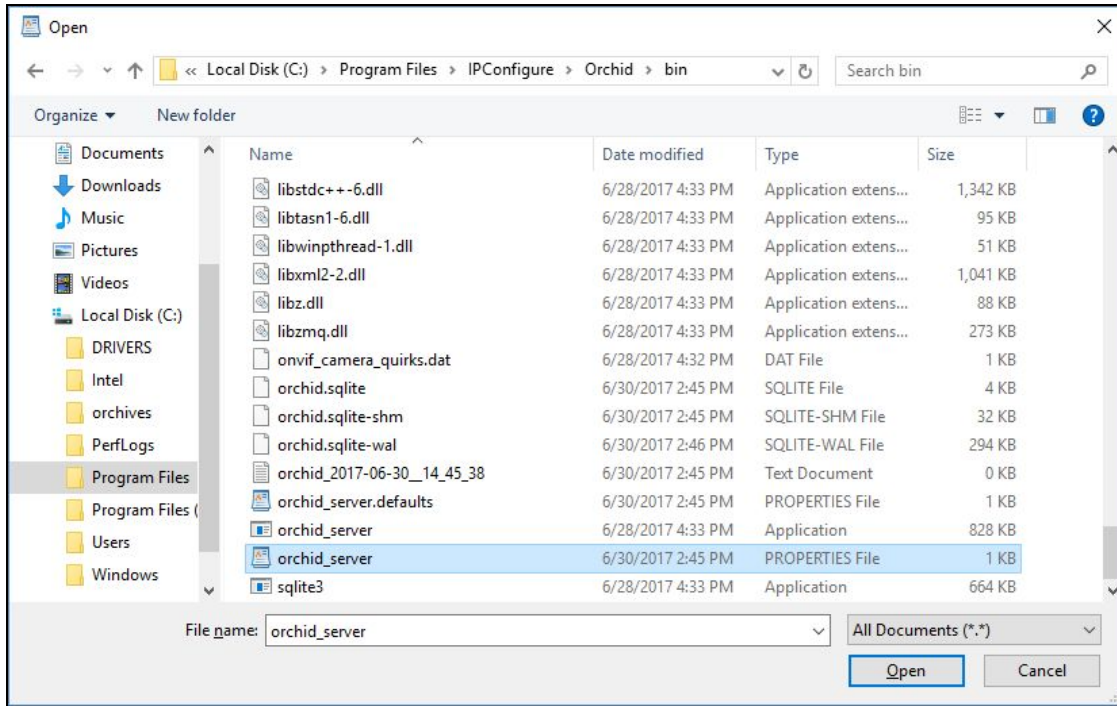 Open
« Local Disk (C:) › Program Files › IPConfigure › Orchid › bin Search bin
Organize New folder ?
Documents Name Date modified Type Size
Downloads libstdc++-6.dll 6/28/2017 4:33 PM Application extens... 1,342 KB
Music libtasn1-6.dll 6/28/2017 4:33 PM Application extens... 95 KB
Pictures libwinpthread-1.dll 6/28/2017 4:33 PM Application extens... 51 KB
Videos libxml2-2.dll 6/28/2017 4:33 PM Application extens... 1,041 KB
Local Disk (C:) libz.dll 6/28/2017 4:33 PM Application extens... 88 KB
DRIVERS libzmq.dll 6/28/2017 4:33 PM Application extens... 273 KB
Intel onvif_camera_quirks.dat 6/28/2017 4:32 PM DAT File 1 KB
orchives orchid.sqlite 6/30/2017 2:45 PM SQLITE File 4 KB
PerfLogs orchid.sqlite-shm 6/30/2017 2:45 PM SQLITE-SHM File 32 KB
Program Files orchid.sqlite-wal 6/30/2017 2:46 PM SQLITE-WAL File 294 KB
Program Files ( orchid_2017-06-30__14_45_38 6/30/2017 2:45 PM Text Document 0 KB
Users orchid_server.defaults 6/30/2017 2:45 PM PROPERTIES File 1 KB
Windows orchid_server 6/28/2017 4:33 PM Application 828 KB
orchid_server 6/30/2017 2:45 PM PROPERTIES File 1 KB
sqlite3 6/28/2017 4:33 PM Application 664 KB
File name: orchid_server All Documents (*.*)
Open Cancel